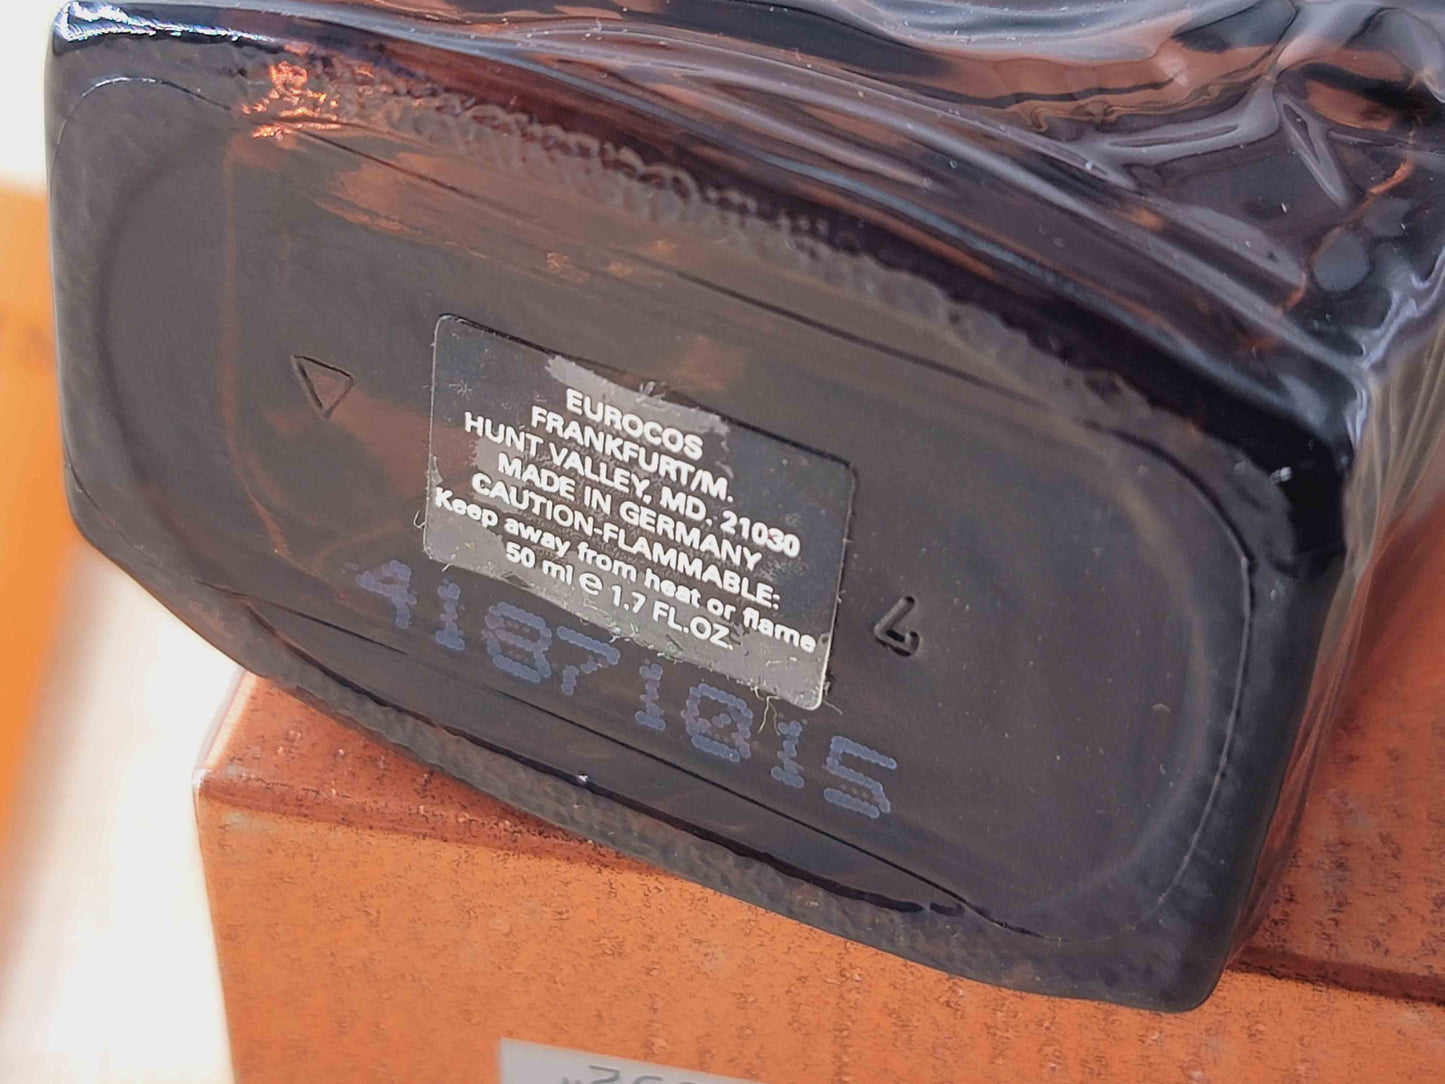 EUROCOS
FRANKFURT/M.
HUNT VALLEY, MD. 21030
MADE IN GERMANY
CAUTION-FLAMMABLE:
Keep away from heat or flame
50 ml ℮ 1.7 FL.OZ.
41871015